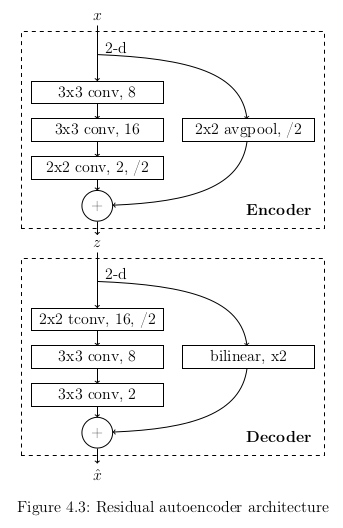 x
2-d
3x3 conv, 8
3x3 conv, 16
2x2 avgpool, /2
2x2 conv, 2, /2
+
Encoder
z
2-d
2x2 tconv, 16, /2
3x3 conv, 8
bilinear, x2
3x3 conv, 2
+
Decoder
x̂
Figure 4.3: Residual autoencoder architecture